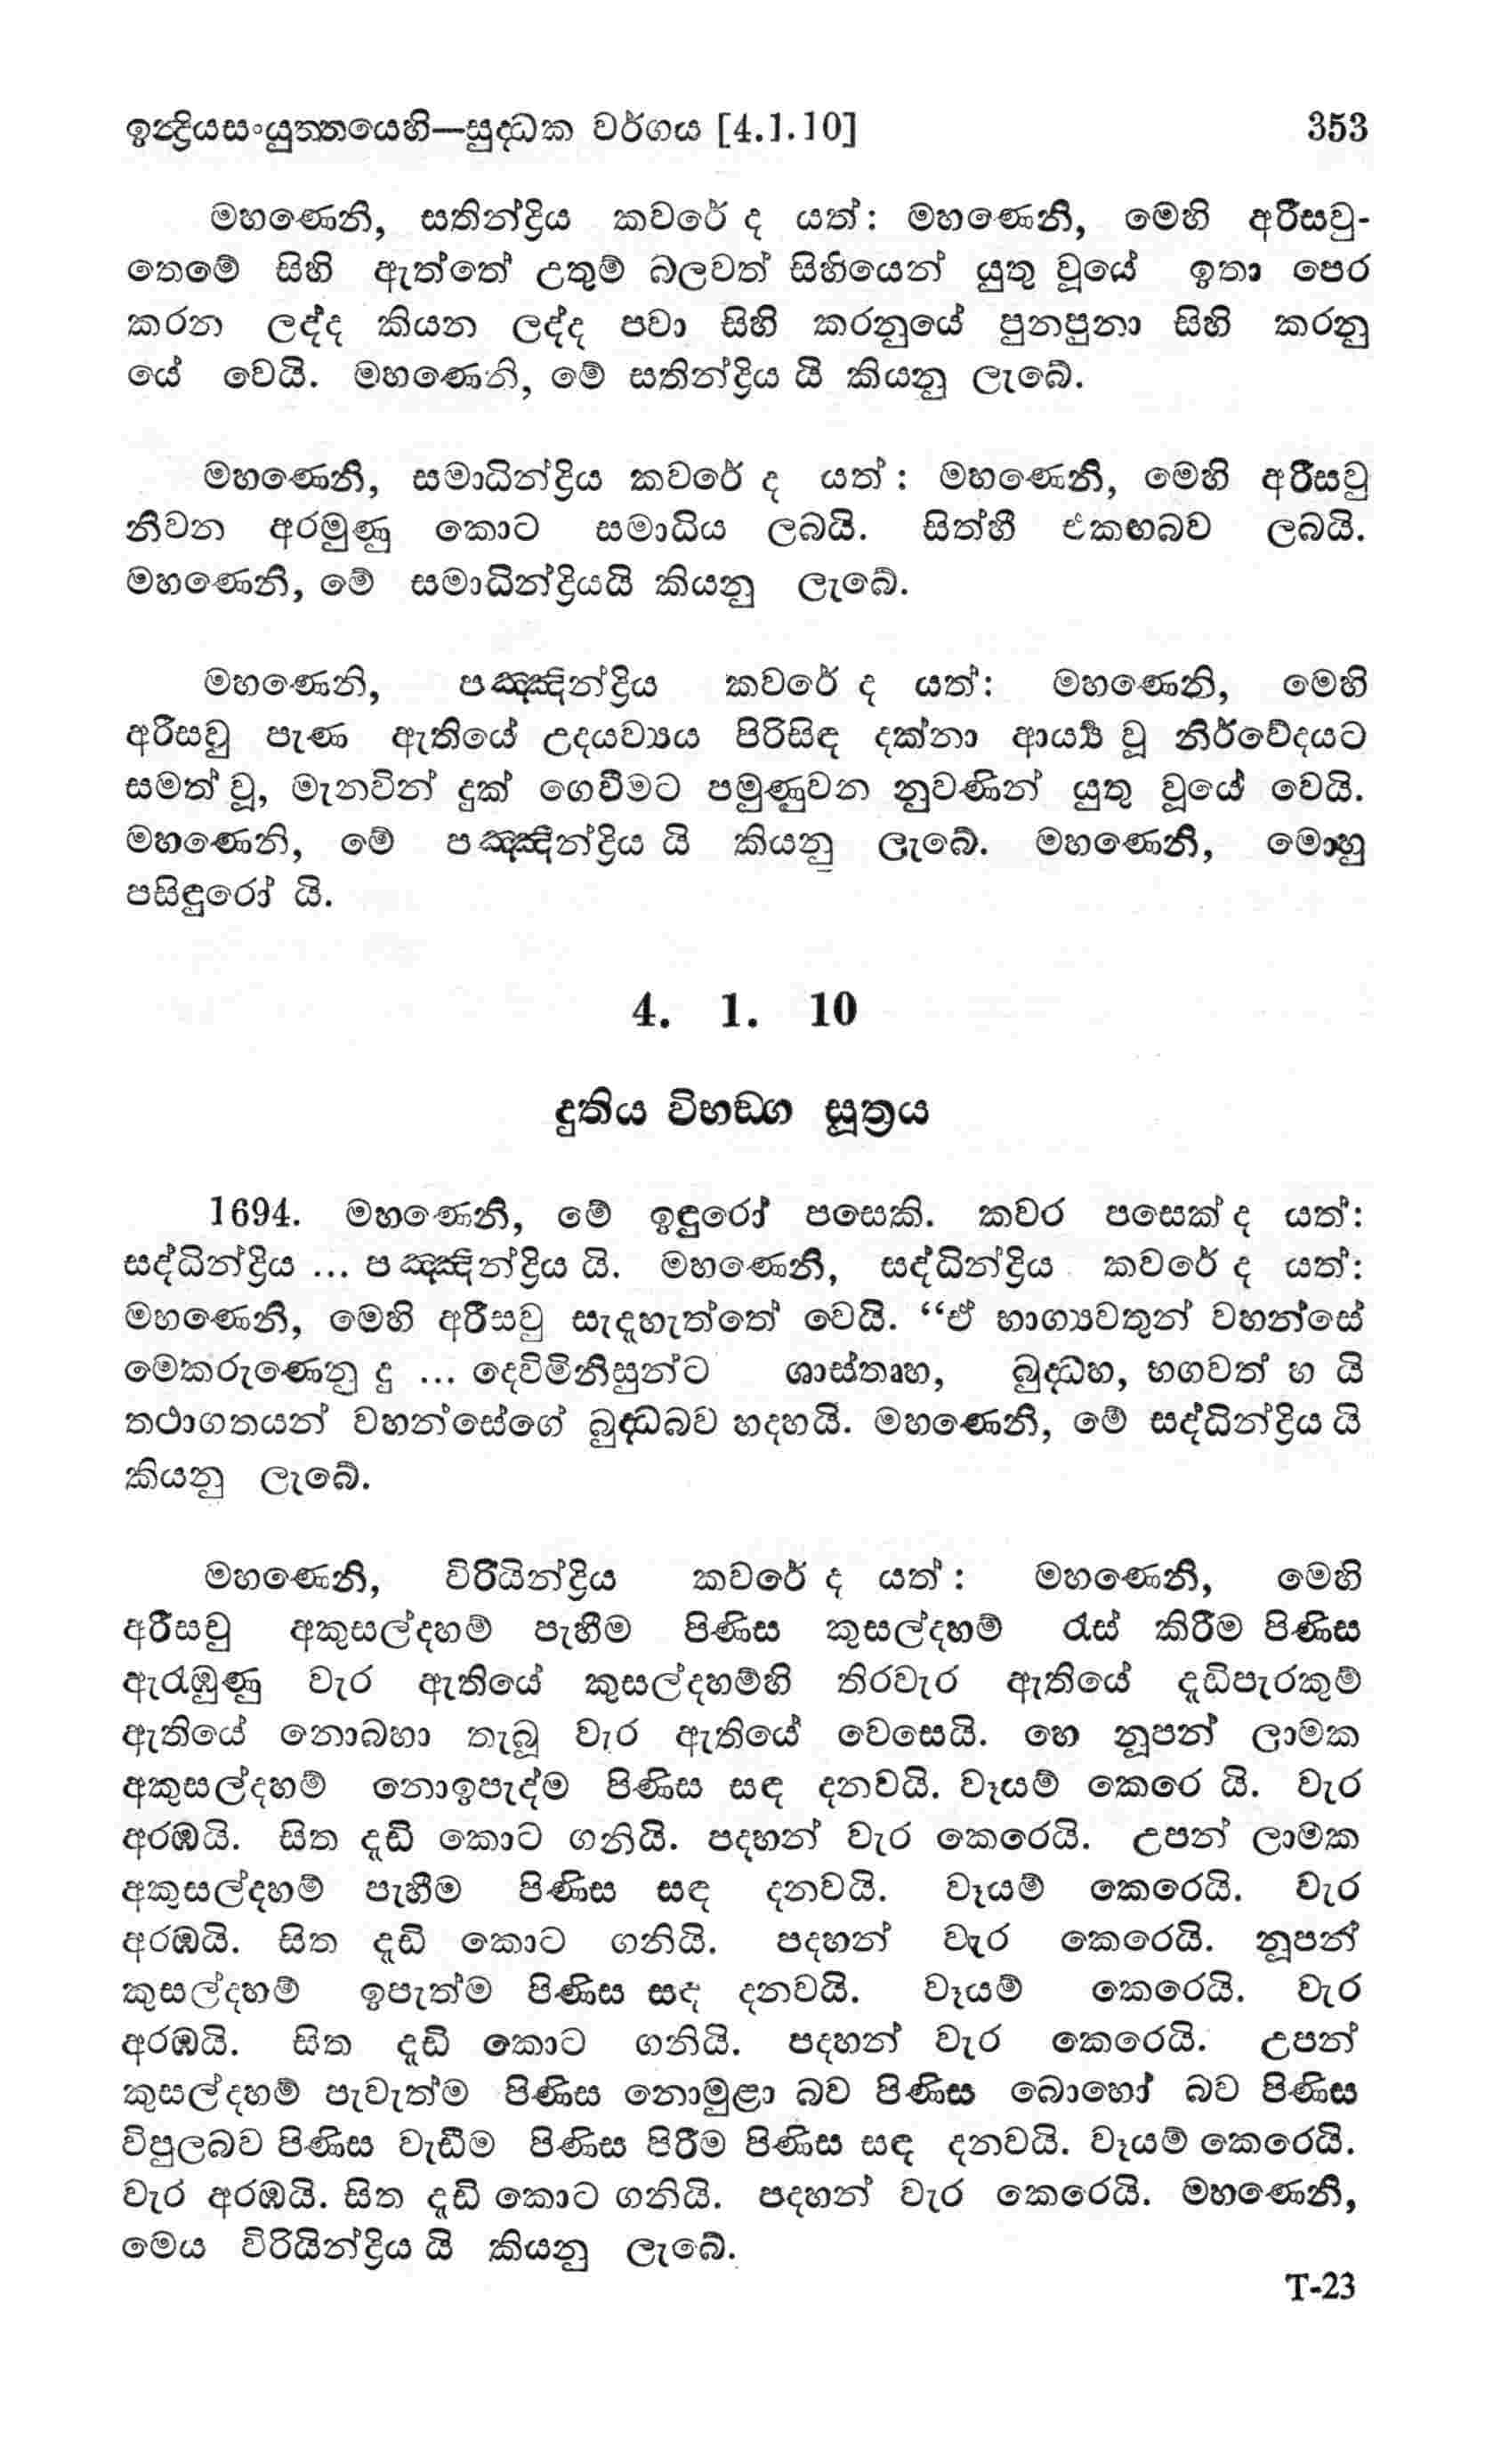 ඉන්ද්‍රියසංයුත්තයෙහි—සුද්ධක වර්ගය [4.1.10] 353
මහණෙනි, සතින්ද්‍රිය කවරේ ද යත්: මහණෙනි, මෙහි අරීසවු-
තෙමේ සිහි ඇත්තේ උතුම් බලවත් සිහියෙන් යුතු වූයේ ඉතා පෙර
කරන ලද්ද කියන ලද්ද පවා සිහි කරනුයේ පුනපුනා සිහි කරනු
යේ වෙයි. මහණෙනි, මේ සතින්ද්‍රිය යි කියනු ලැබේ.
මහණෙනි, සමාධින්ද්‍රිය කවරේ ද යත්: මහණෙනි, මෙහි අරීසවු
නිවන අරමුණු කොට සමාධිය ලබයි. සිත්හී එකඟබව ලබයි.
මහණෙනි, මේ සමාධින්ද්‍රියයි කියනු ලැබේ.
මහණෙනි, පඤ්ඤින්ද්‍රිය කවරේ ද යත්: මහණෙනි, මෙහි
අරීසවු පැණ ඇතියේ උදයව්‍යය පිරිසිඳ දක්නා ආර්‍ය්‍ය වූ නිර්වේදයට
සමත් වූ, මැනවින් දුක් ගෙවීමට පමුණුවන නුවණින් යුතු වූයේ වෙයි.
මහණෙනි, මේ පඤ්ඤින්ද්‍රිය යි කියනු ලැබේ. මහණෙනි, මොහු
පසිඳුරෝ යි.
4. 1. 10
දුතිය විභඞ්ග සූත්‍රය
1694. මහණෙනි, මේ ඉඳුරෝ පසෙකි. කවර පසෙක් ද යත්:
සද්ධින්ද්‍රිය ... පඤ්ඤින්ද්‍රිය යි. මහණෙනි, සද්ධින්ද්‍රිය කවරේ ද යත්:
මහණෙනි, මෙහි අරීසවු සැදැහැත්තේ වෙයි. “ඒ භාග්‍යවතුන් වහන්සේ
මෙකරුණෙනු දු ... දෙව්මිනිසුන්ට ශාස්තෘහ, බුද්ධහ, භගවත් හ යි
තථාගතයන් වහන්සේගේ බුද්ධබව හදහයි. මහණෙනි, මේ සද්ධින්ද්‍රිය යි
කියනු ලැබේ.
මහණෙනි, විරියින්ද්‍රිය කවරේ ද යත්: මහණෙනි, මෙහි
අරීසවු අකුසල්දහම් පැහීම පිණිස කුසල්දහම් රැස් කිරීම පිණිස
ඇරඹුණු වැර ඇතියේ කුසල්දහම්හි තිරවැර ඇතියේ දැඩිපැරකුම්
ඇතියේ නොබහා තැබූ වැර ඇතියේ වෙසෙයි. හෙ නූපන් ලාමක
අකුසල්දහම් නොඉපැද්ම පිණිස සඳ දනවයි. වෑයම් කෙරෙ යි. වැර
අරඹයි. සිත දැඩි කොට ගනියි. පදහන් වැර කෙරෙයි. උපන් ලාමක
අකුසල්දහම් පැහීම පිණිස සඳ දනවයි. වෑයම් කෙරෙයි. වැර
අරඹයි. සිත දැඩි කොට ගනියි. පදහන් වැර කෙරෙයි. නූපන්
කුසල්දහම් ඉපැත්ම පිණිස සඳ දනවයි. වෑයම් කෙරෙයි. වැර
අරඹයි. සිත දැඩි කොට ගනියි. පදහන් වැර කෙරෙයි. උපන්
කුසල්දහම් පැවැත්ම පිණිස නොමුළා බව පිණිස බොහෝ බව පිණිස
විපුලබව පිණිස වැඩීම පිණිස පිරීම පිණිස සඳ දනවයි. වෑයම් කෙරෙයි.
වැර අරඹයි. සිත දැඩි කොට ගනියි. පදහන් වැර කෙරෙයි. මහණෙනි,
මෙය විරියින්ද්‍රිය යි කියනු ලැබේ.
T-23